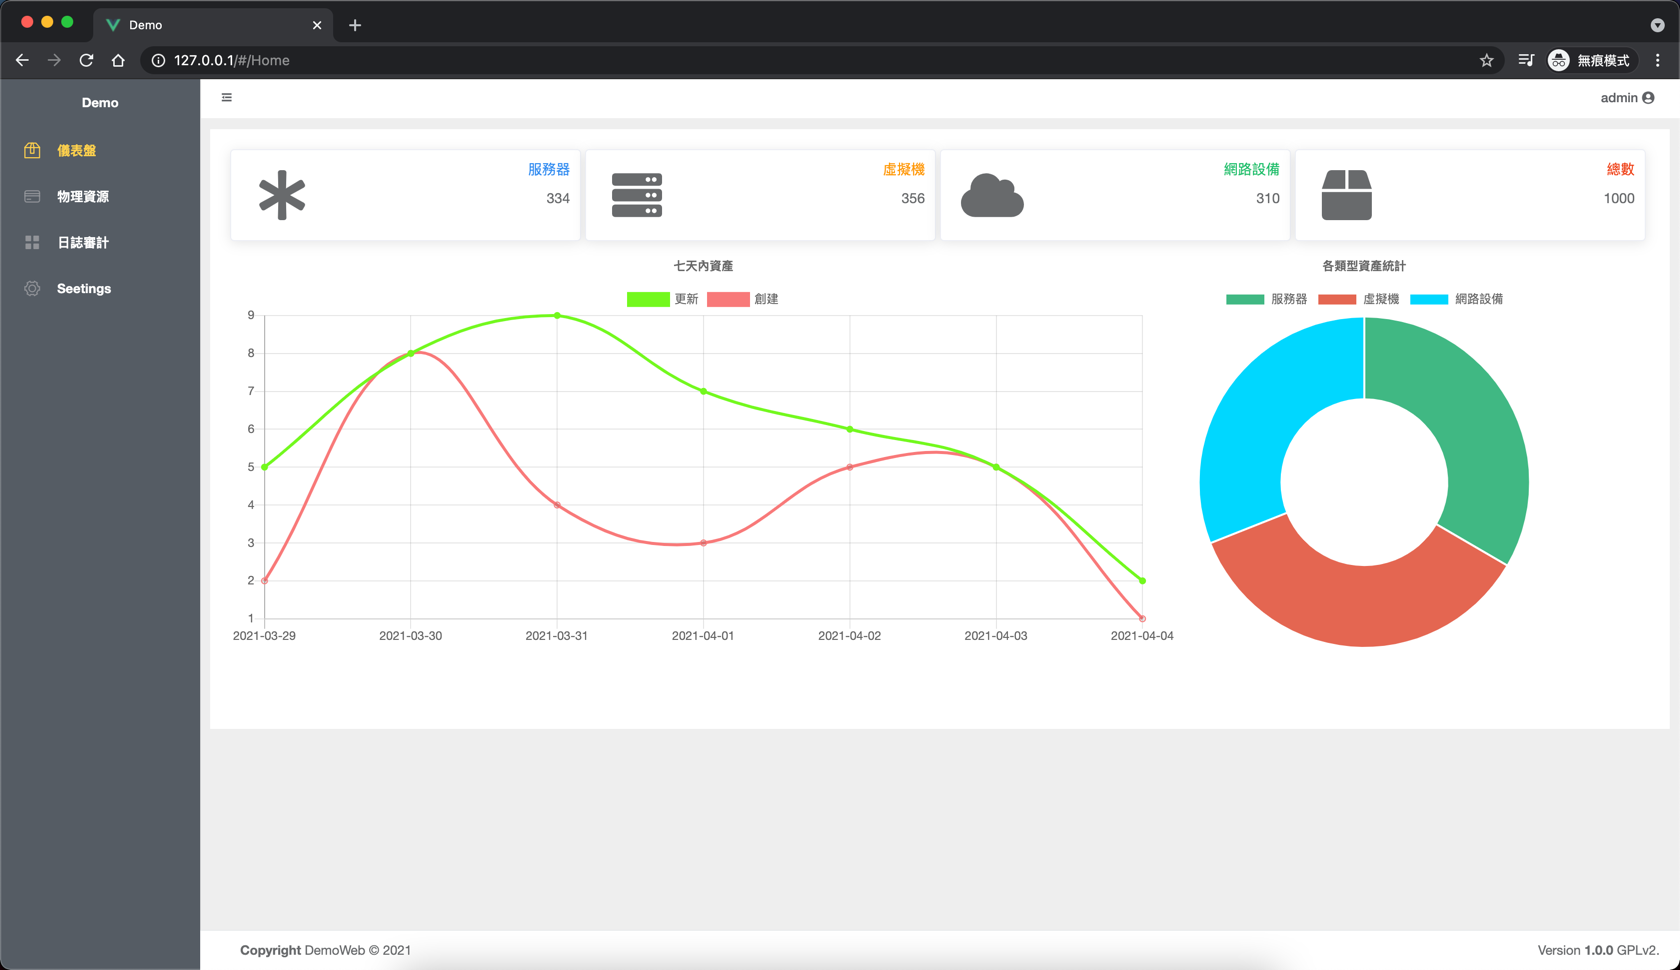 Demo
127.0.0.1/#/Home
無痕模式
Demo
admin
儀表盤
物理資源
日誌審計
Seetings
服務器
334
虛擬機
356
網路設備
310
總數
1000
七天內資產
更新 創建
9
8
7
6
5
4
3
2
1
2021-03-29 2021-03-30 2021-03-31 2021-04-01 2021-04-02 2021-04-03 2021-04-04
各類型資產統計
服務器 虛擬機 網路設備
Copyright DemoWeb © 2021
Version 1.0.0 GPLv2.